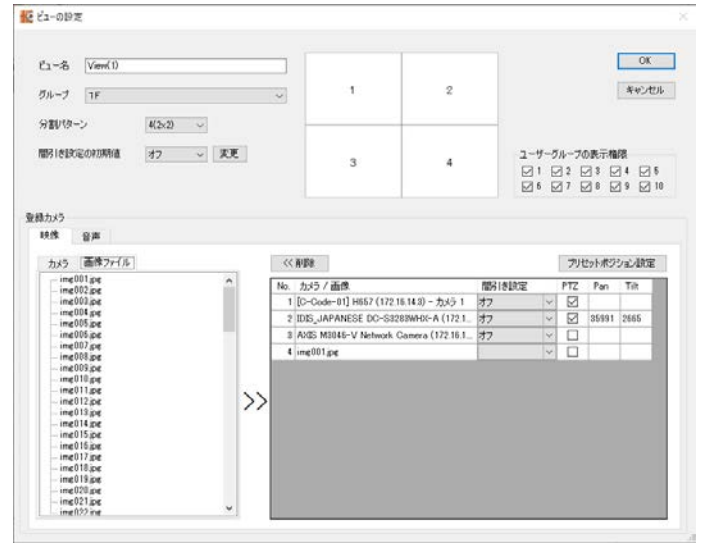 ビューの設定
ビュー名 View(1)
グループ 1F
分割パターン 4(2x2)
間引き設定の初期値 オフ 変更
1 2
3 4
OK
キャンセル
ユーザーグループの表示権限
1 2 3 4 5
6 7 8 9 10
登録カメラ
映像 音声
カメラ 画像ファイル
img001.jpg
img002.jpg
img003.jpg
img004.jpg
img005.jpg
img006.jpg
img007.jpg
img008.jpg
img009.jpg
img010.jpg
img011.jpg
img012.jpg
img013.jpg
img014.jpg
img015.jpg
img016.jpg
img017.jpg
img018.jpg
img019.jpg
img020.jpg
img021.jpg
img022.jpg
>>
<< 削除
プリセットポジション設定
No. カメラ / 画像 間引き設定 PTZ Pan Tilt
1 [C-Code-01] H657 (172.16.14.3) - カメラ 1 オフ
2 IDIS_JAPANESE DC-S3283WHX-A (172.1... オフ 35991 2665
3 AXIS M3046-V Network Camera (172.16.1... オフ
4 img001.jpg